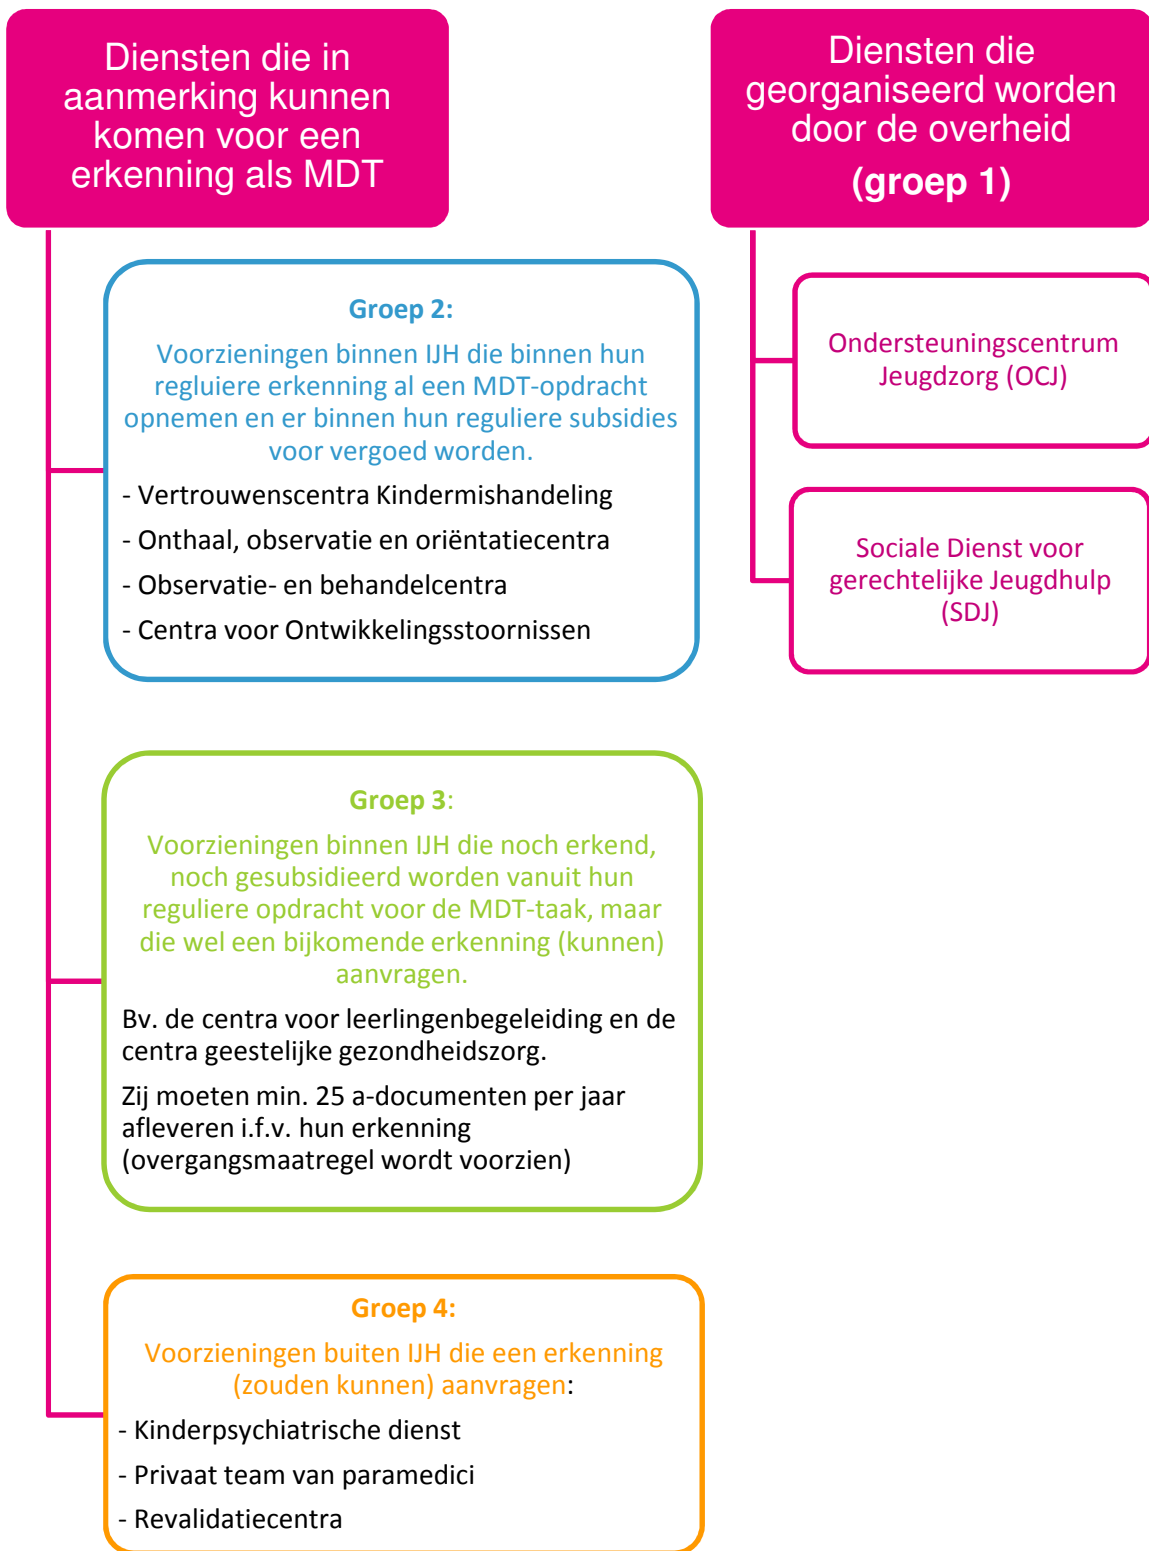 Diensten die in
aanmerking kunnen
komen voor een
erkenning als MDT
Diensten die
georganiseerd worden
door de overheid
(groep 1)
Groep 2:
Voorzieningen binnen IJH die binnen hun
regluiere erkenning al een MDT-opdracht
opnemen en er binnen hun reguliere subsidies
voor vergoed worden.
- Vertrouwenscentra Kindermishandeling
- Onthaal, observatie en oriëntatiecentra
- Observatie- en behandelcentra
- Centra voor Ontwikkelingsstoornissen
Ondersteuningscentrum
Jeugdzorg (OCJ)
Sociale Dienst voor
gerechtelijke Jeugdhulp
(SDJ)
Groep 3:
Voorzieningen binnen IJH die noch erkend,
noch gesubsidieerd worden vanuit hun
reguliere opdracht voor de MDT-taak, maar
die wel een bijkomende erkenning (kunnen)
aanvragen.
Bv. de centra voor leerlingenbegeleiding en de
centra geestelijke gezondheidszorg.
Zij moeten min. 25 a-documenten per jaar
afleveren i.f.v. hun erkenning
(overgangsmaatregel wordt voorzien)
Groep 4:
Voorzieningen buiten IJH die een erkenning
(zouden kunnen) aanvragen:
- Kinderpsychiatrische dienst
- Privaat team van paramedici
- Revalidatiecentra